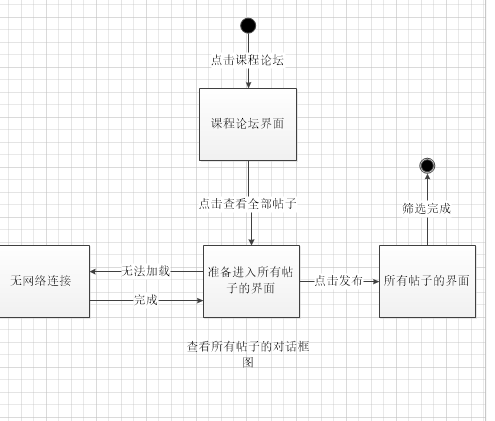 点击课程论坛
课程论坛界面
点击查看全部帖子
筛选完成
无网络连接
无法加载
完成
准备进入所有帖
子的界面
点击发布
所有帖子的界面
查看所有帖子的对话框
图